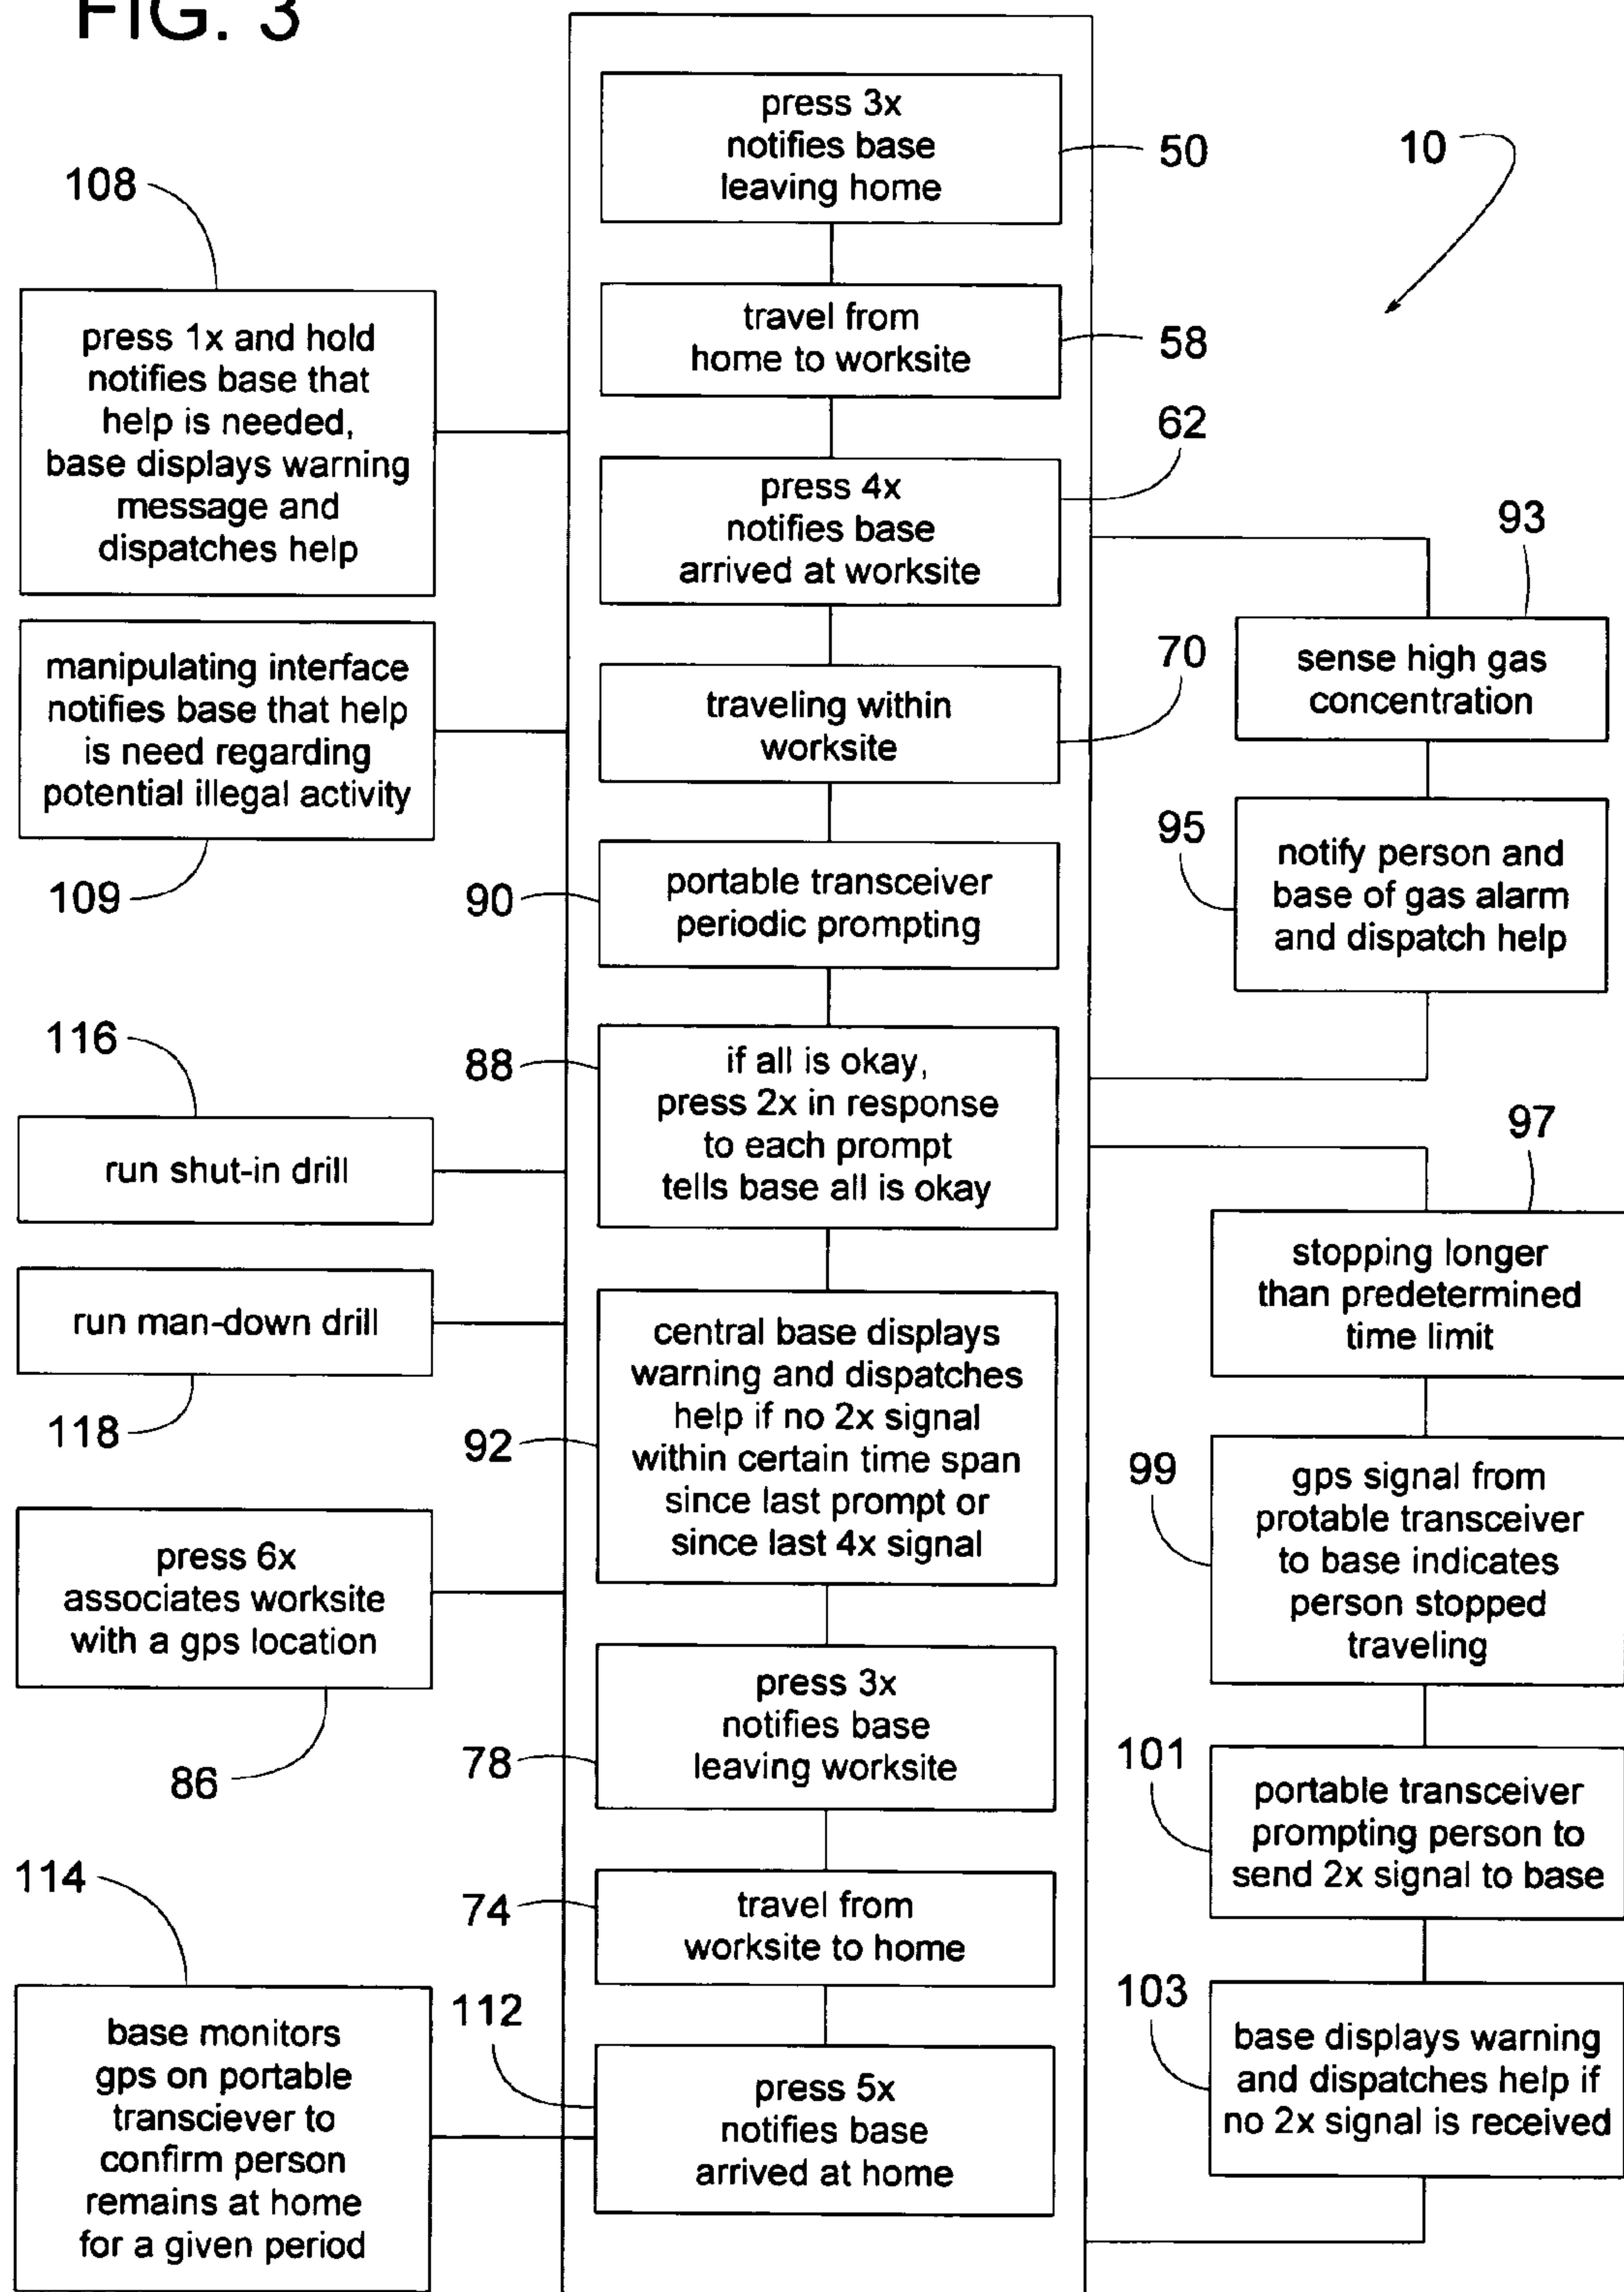 FIG. 3
press 3x
notifies base
leaving home
50
10
108
press 1x and hold
notifies base that
help is needed,
base displays warning
message and
dispatches help
travel from
home to worksite
58
62
press 4x
notifies base
arrived at worksite
93
sense high gas
concentration
manipulating interface
notifies base that help
is need regarding
potential illegal activity
109
traveling within
worksite
70
95
notify person and
base of gas alarm
and dispatch help
90
portable transceiver
periodic prompting
116
run shut-in drill
88
if all is okay,
press 2x in response
to each prompt
tells base all is okay
97
stopping longer
than predetermined
time limit
run man-down drill
118
92
central base displays
warning and dispatches
help if no 2x signal
within certain time span
since last prompt or
since last 4x signal
99
gps signal from
protable transceiver
to base indicates
person stopped
traveling
press 6x
associates worksite
with a gps location
86
78
press 3x
notifies base
leaving worksite
101
portable transceiver
prompting person to
send 2x signal to base
114
74
travel from
worksite to home
103
base displays warning
and dispatches help if
no 2x signal is received
base monitors
gps on portable
transciever to
confirm person
remains at home
for a given period
112
press 5x
notifies base
arrived at home